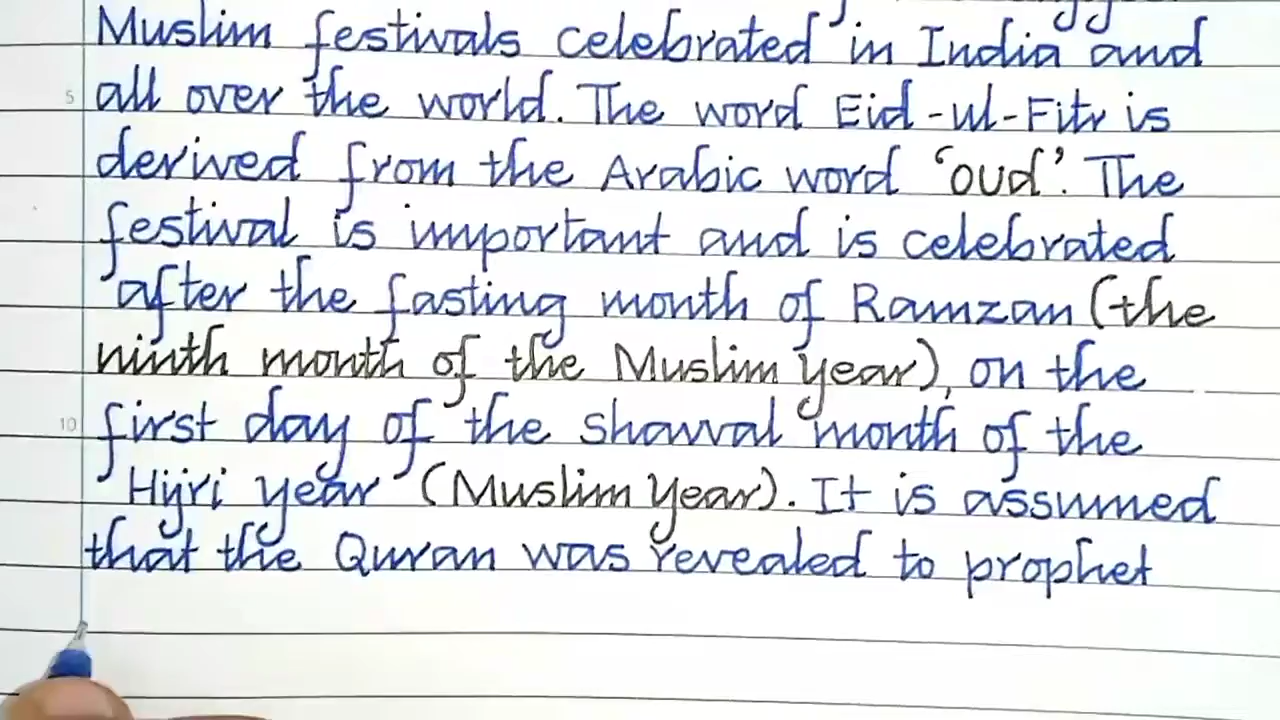 Muslim festivals celebrated in India and
5 all over the world. The word Eid-ul-Fitr is
derived from the Arabic word 'oud'. The
festival is important and is celebrated
after the fasting month of Ramzan (the
ninth month of the Muslim year), on the
10 first day of the Shawal month of the
Hijri year (Muslim Year). It is assumed
that the Quran was revealed to prophet